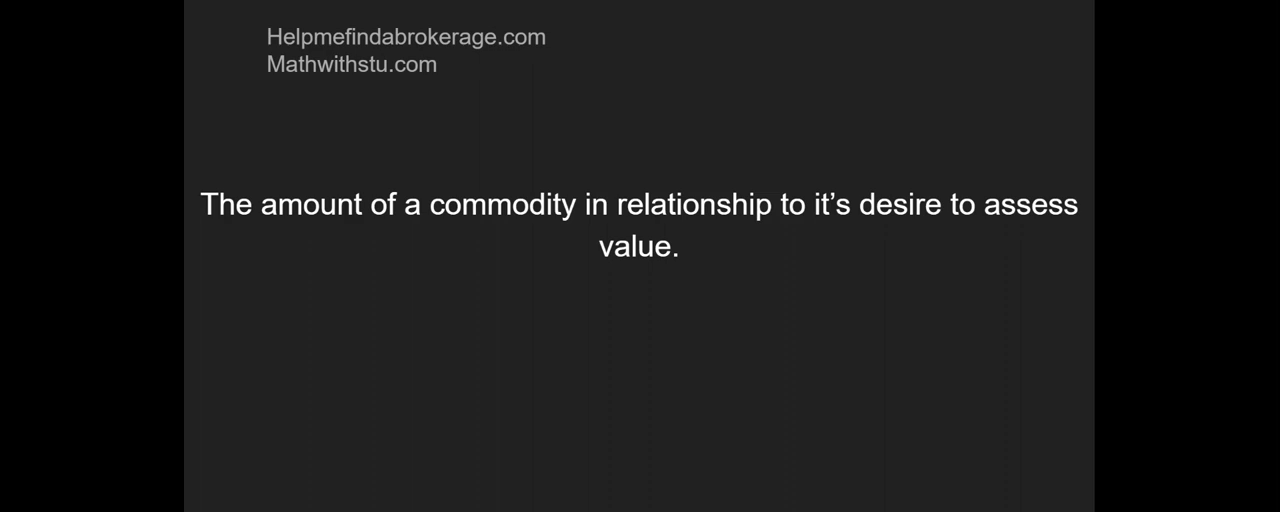 Helpmefindabrokerage.com
Mathwithstu.com
The amount of a commodity in relationship to it’s desire to assess
value.